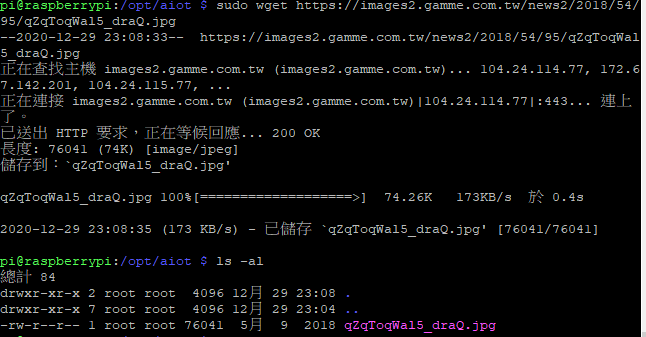 pi@raspberrypi:/opt/aiot $ sudo wget https://images2.gamme.com.tw/news2/2018/54/
95/qZqToqWal5_draQ.jpg
--2020-12-29 23:08:33--  https://images2.gamme.com.tw/news2/2018/54/95/qZqToqWal
5_draQ.jpg
正在查找主機 images2.gamme.com.tw (images2.gamme.com.tw)... 104.24.114.77, 172.6
7.142.201, 104.24.115.77, ...
正在連接 images2.gamme.com.tw (images2.gamme.com.tw)|104.24.114.77|:443... 連上
了。
已送出 HTTP 要求，正在等候回應... 200 OK
長度: 76041 (74K) [image/jpeg]
儲存到：`qZqToqWal5_draQ.jpg'
qZqToqWal5_draQ.jpg 100%[===================>]  74.26K   173KB/s  於 0.4s
2020-12-29 23:08:35 (173 KB/s) - 已儲存 `qZqToqWal5_draQ.jpg' [76041/76041]
pi@raspberrypi:/opt/aiot $ ls -al
總計 84
drwxr-xr-x 2 root root  4096 12月 29 23:08 .
drwxr-xr-x 7 root root  4096 12月 29 23:04 ..
-rw-r--r-- 1 root root 76041  5月  9  2018 qZqToqWal5_draQ.jpg